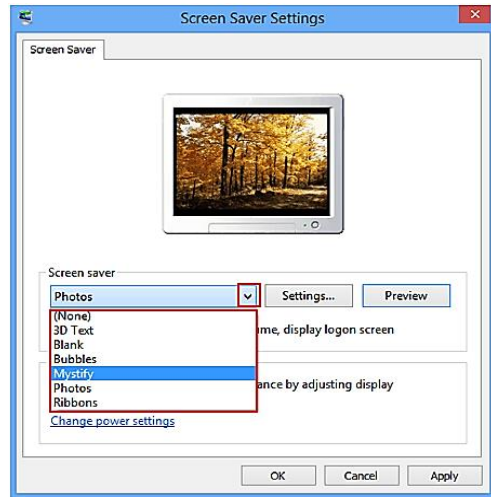 Screen Saver Settings
Screen Saver
Screen saver
Photos
Settings...
Preview
(None)
3D Text
me, display logon screen
Blank
Bubbles
Mystify
Photos
ance by adjusting display
Ribbons
Change power settings
OK
Cancel
Apply